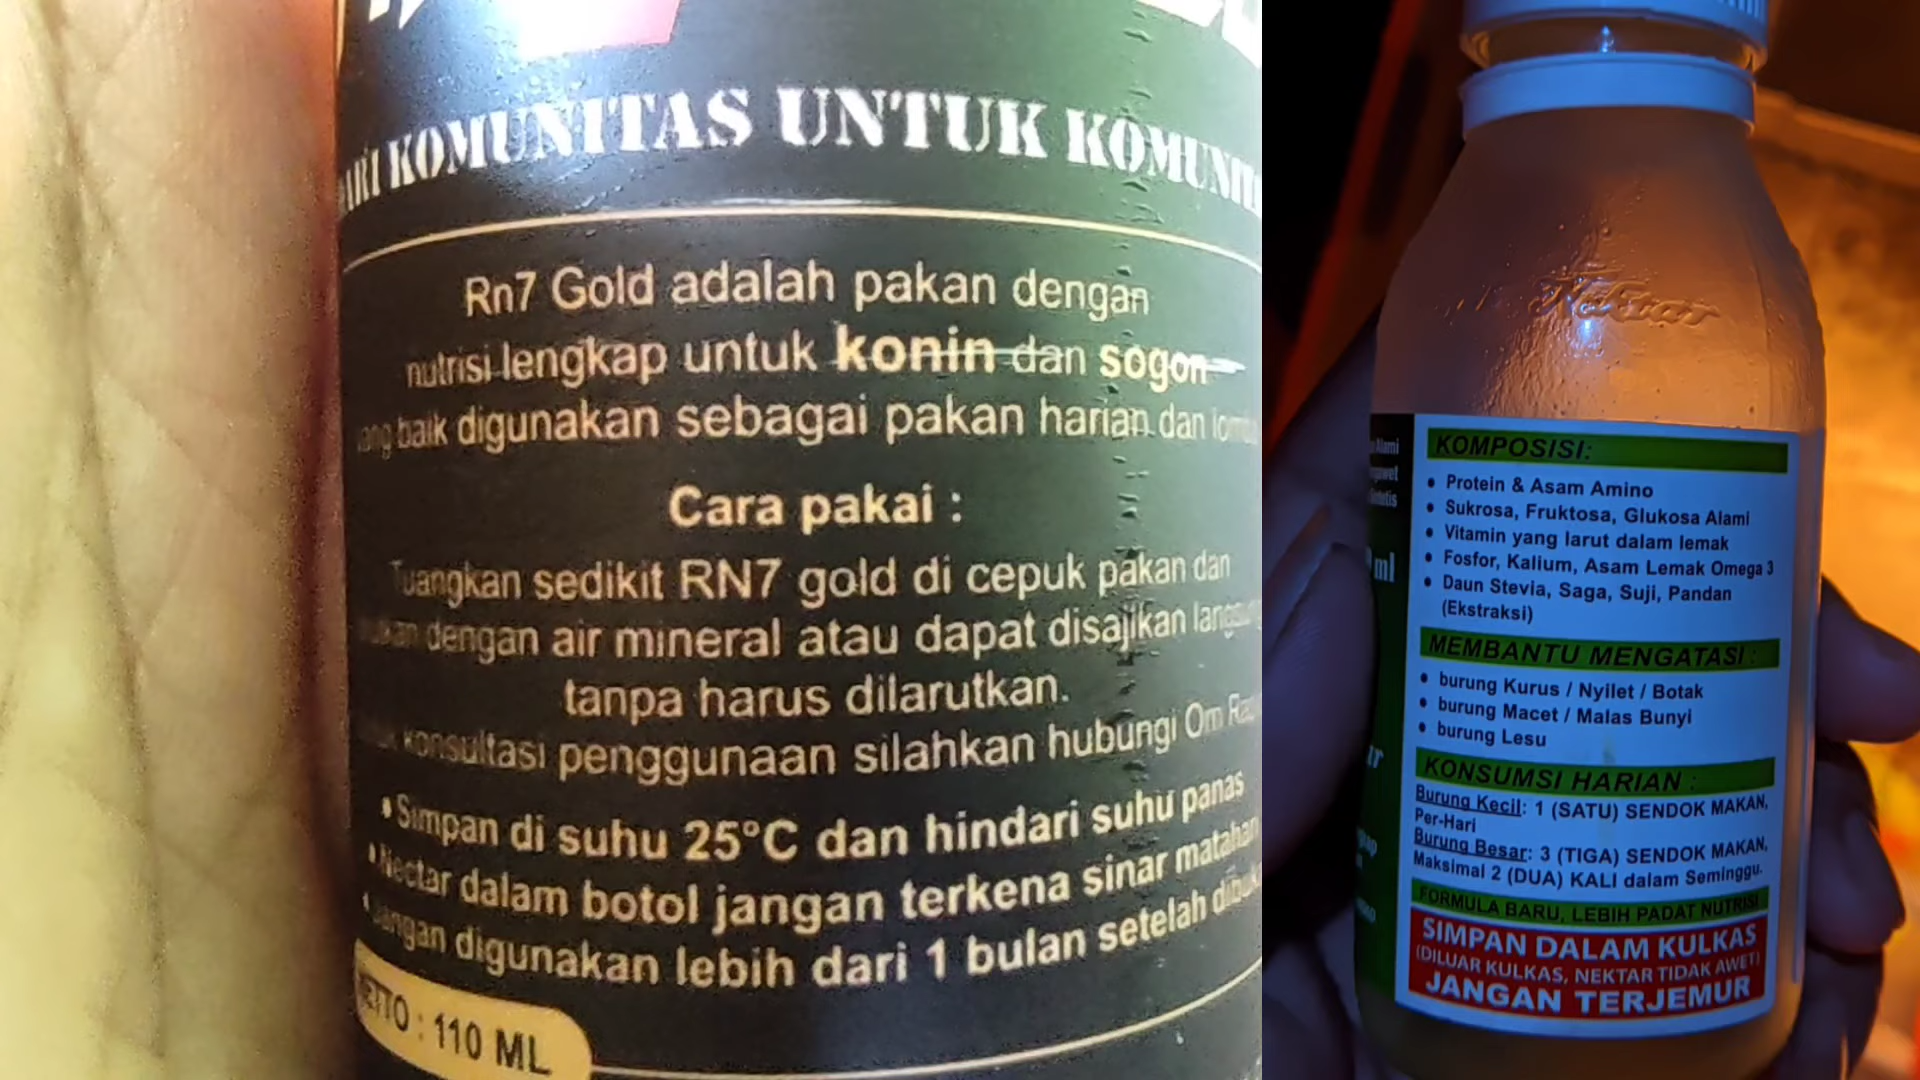 KOMUNITAS UNTUK
Rn7 Gold adalah pakan dengan
nutrisi lengkap untuk konin dan sogon
baik digunakan sebagai pakan harian dan
Cara pakai :
Tuangkan sedikit RN7 gold di cepuk pakan dan
dengan air mineral atau dapat disajikan
tanpa harus dilarutkan.
konsultasi penggunaan silahkan hubungi Om
• Simpan di suhu 25°C dan hindari suhu panas
• Nectar dalam botol jangan terkena sinar
• Jangan digunakan lebih dari 1 bulan setelah
NETTO : 110 ML
Nektar
ml
KOMPOSISI:
• Protein & Asam Amino
• Sukrosa, Fruktosa, Glukosa Alami
• Vitamin yang larut dalam lemak
• Fosfor, Kalium, Asam Lemak Omega 3
• Daun Stevia, Saga, Suji, Pandan
(Ekstraksi)
MEMBANTU MENGATASI :
• burung Kurus / Nyilet / Botak
• burung Macet / Malas Bunyi
• burung Lesu
KONSUMSI HARIAN :
Burung Kecil: 1 (SATU) SENDOK MAKAN,
Per-Hari
Burung Besar: 3 (TIGA) SENDOK MAKAN,
Maksimal 2 (DUA) KALI dalam Seminggu.
FORMULA BARU, LEBIH PADAT NUTRISI
SIMPAN DALAM KULKAS
(DILUAR KULKAS, NEKTAR TIDAK AWET)
JANGAN TERJEMUR